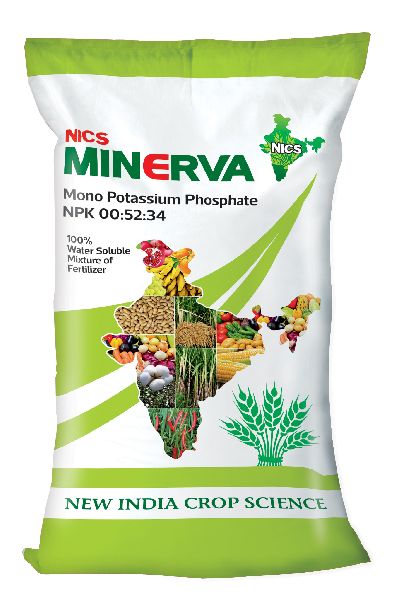 NICS
MINERVA
NICS
Mono Potassium Phosphate
NPK 00:52:34
100%
Water Soluble
Mixture of
Fertilizer
NEW INDIA CROP SCIENCE